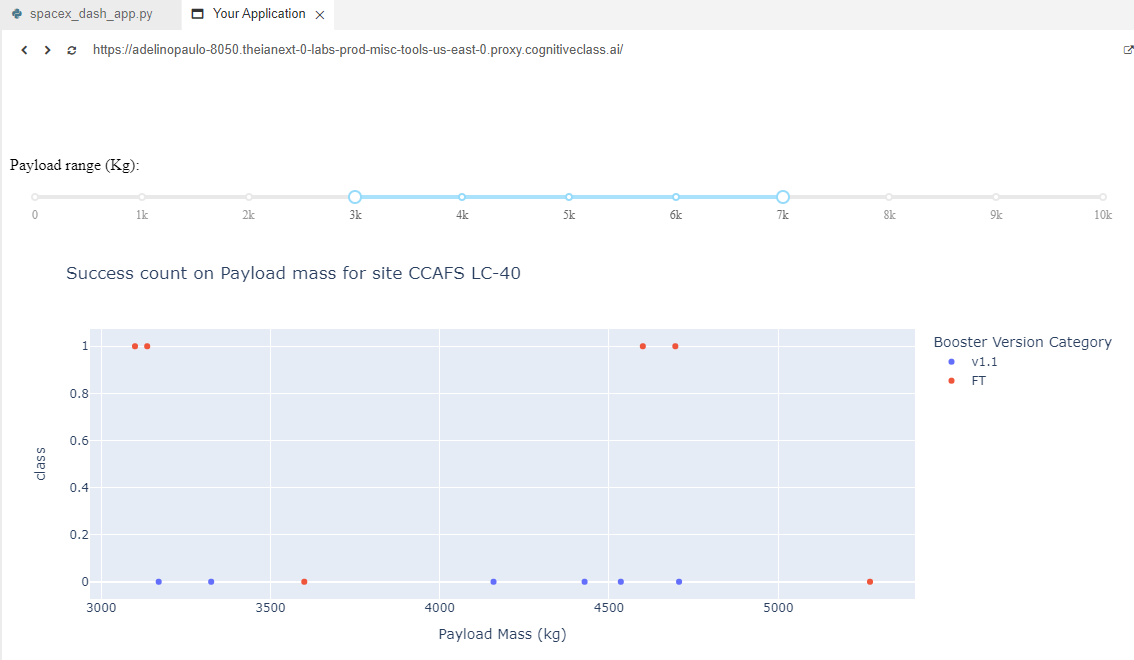 spacex_dash_app.py Your Application
https://adelinopaulo-8050.theianext-0-labs-prod-misc-tools-us-east-0.proxy.cognitiveclass.ai/
Payload range (Kg):
0 1k 2k 3k 4k 5k 6k 7k 8k 9k 10k
Success count on Payload mass for site CCAFS LC-40
Booster Version Category
v1.1
FT
1
0.8
0.6
0.4
0.2
0
class
3000 3500 4000 4500 5000
Payload Mass (kg)